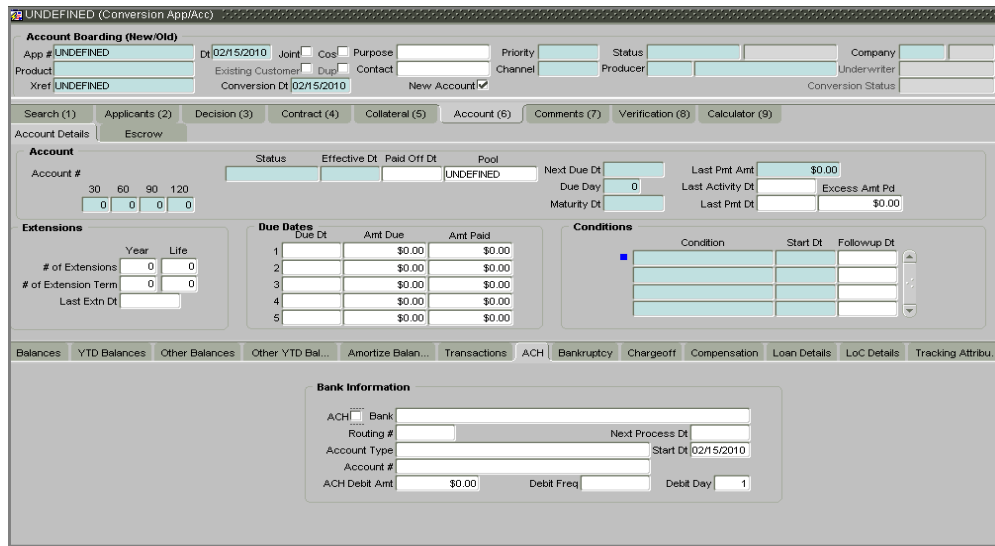 UNDEFINED (Conversion App/Acc)
Account Boarding (New/Old)
App # UNDEFINED Dt 02/15/2010 Joint Cos Purpose Priority Status Company
Product Existing Customer Dup Contact Channel Producer Underwriter
Xref UNDEFINED Conversion Dt 02/15/2010 New Account Conversion Status
Search (1) Applicants (2) Decision (3) Contract (4) Collateral (5) Account (6) Comments (7) Verification (8) Calculator (9)
Account Details Escrow
Account
Status Effective Dt Paid Off Dt Pool
Account # UNDEFINED Next Due Dt Last Pmt Amt $0.00
30 60 90 120 Due Day 0 Last Activity Dt Excess Amt Pd
0 0 0 0 Maturity Dt Last Pmt Dt $0.00
Extensions
Year Life
# of Extensions 0 0
# of Extension Term 0 0
Last Extn Dt
Due Dates
Due Dt Amt Due Amt Paid
1 $0.00 $0.00
2 $0.00 $0.00
3 $0.00 $0.00
4 $0.00 $0.00
5 $0.00 $0.00
Conditions
Condition Start Dt Followup Dt
Balances YTD Balances Other Balances Other YTD Bal... Amortize Balan... Transactions ACH Bankruptcy Chargeoff Compensation Loan Details LoC Details Tracking Attribu.
Bank Information
ACH Bank
Routing # Next Process Dt
Account Type Start Dt 02/15/2010
Account #
ACH Debit Amt $0.00 Debit Freq Debit Day 1